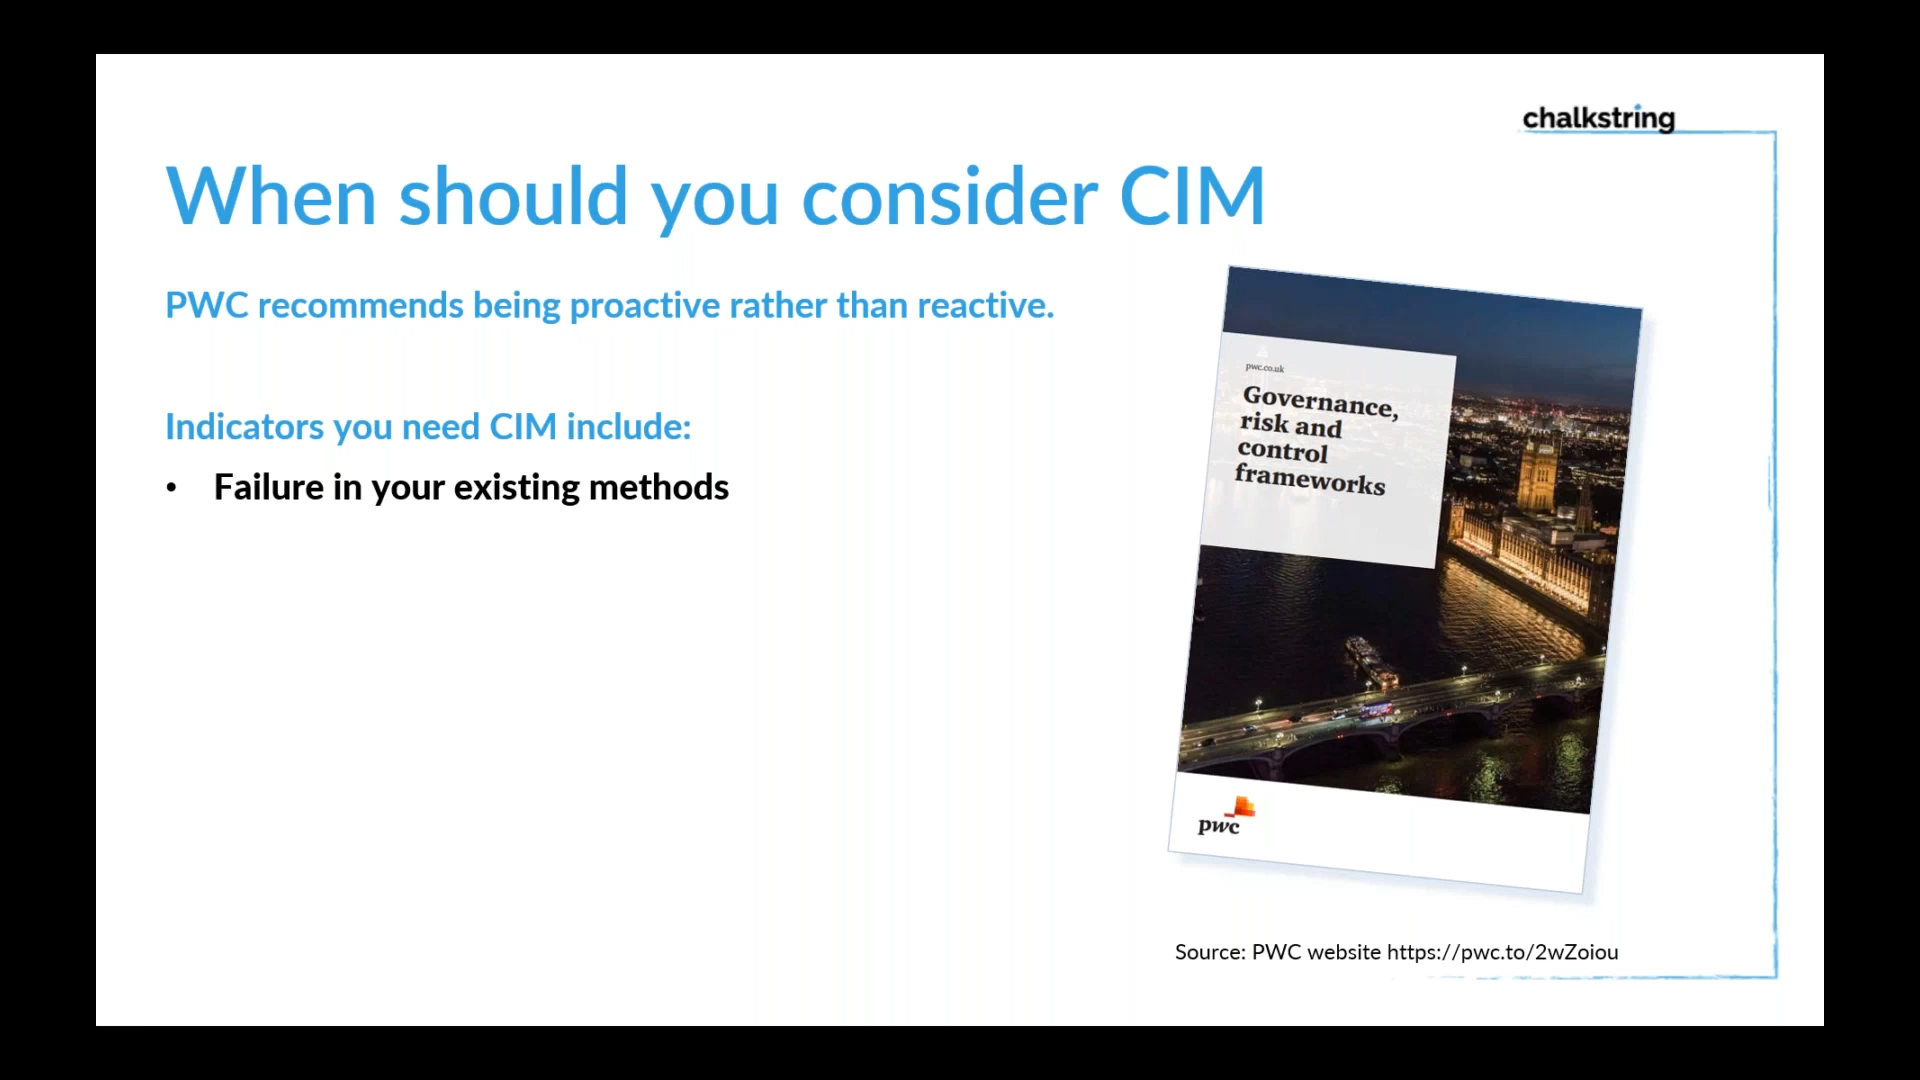 chalkstring
When should you consider CIM
PWC recommends being proactive rather than reactive.
Indicators you need CIM include:
• Failure in your existing methods
pwc.co.uk
Governance,
risk and
control
frameworks
pwc
Source: PWC website https://pwc.to/2wZoiou